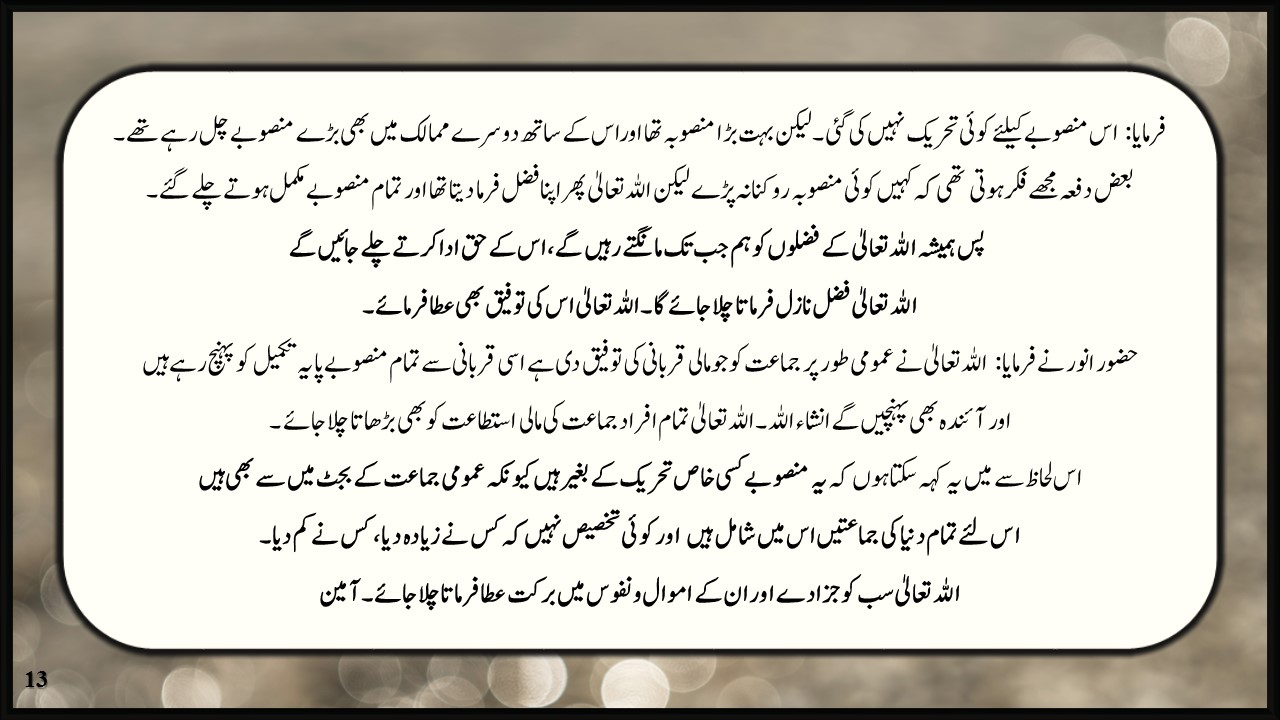 فرمایا: اس منصوبے کیلئے کوئی تحریک نہیں کی گئی۔ لیکن بہت بڑا منصوبہ تھا اور اس کے ساتھ دوسرے ممالک میں بھی بڑے منصوبے چل رہے تھے۔
بعض دفعہ مجھے فکر ہوتی تھی کہ کہیں کوئی منصوبہ روکنا نہ پڑے لیکن اللہ تعالیٰ پھر اپنا فضل فرما دیتا تھا اور تمام منصوبے مکمل ہوتے چلے گئے۔
پس ہمیشہ اللہ تعالیٰ کے فضلوں کو ہم جب تک مانگتے رہیں گے، اس کے حق ادا کرتے چلے جائیں گے
اللہ تعالیٰ فضل نازل فرماتا چلا جائے گا۔ اللہ تعالیٰ اس کی توفیق بھی عطا فرمائے۔
حضور انور نے فرمایا: اللہ تعالیٰ نے عمومی طور پر جماعت کو جو مالی قربانی کی توفیق دی ہے اسی قربانی سے تمام منصوبے پایہ تکمیل کو پہنچ رہے ہیں
اور آئندہ بھی پہنچیں گے انشاء اللہ۔ اللہ تعالیٰ تمام افراد جماعت کی مالی استطاعت کو بھی بڑھاتا چلا جائے۔
اس لحاظ سے میں یہ کہہ سکتا ہوں کہ یہ منصوبے کسی خاص تحریک کے بغیر ہیں کیونکہ عمومی جماعت کے بجٹ میں سے بھی ہیں
اس لئے تمام دنیا کی جماعتیں اس میں شامل ہیں اور کوئی تخصیص نہیں کہ کس نے زیادہ دیا، کس نے کم دیا۔
اللہ تعالیٰ سب کو جزا دے اور ان کے اموال و نفوس میں برکت عطا فرماتا چلا جائے۔ آمین
13